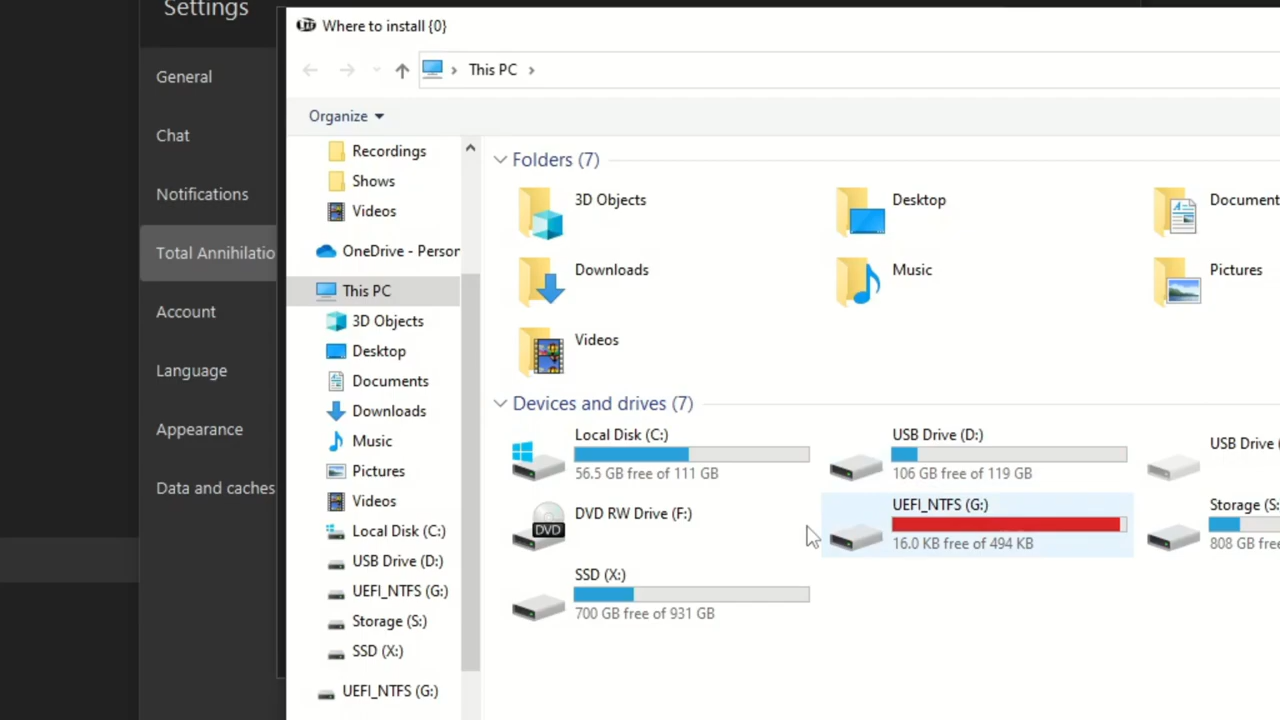 Settings
General
Chat
Notifications
Total Annihilatio
Account
Language
Appearance
Data and caches
Where to install {0}
This PC
Organize
Recordings
Shows
Videos
OneDrive - Person
This PC
3D Objects
Desktop
Documents
Downloads
Music
Pictures
Videos
Local Disk (C:)
USB Drive (D:)
UEFI_NTFS (G:)
Storage (S:)
SSD (X:)
UEFI_NTFS (G:)
Folders (7)
3D Objects
Desktop
Document
Downloads
Music
Pictures
Videos
Devices and drives (7)
Local Disk (C:)
56.5 GB free of 111 GB
USB Drive (D:)
106 GB free of 119 GB
USB Drive
DVD RW Drive (F:)
DVD
UEFI_NTFS (G:)
16.0 KB free of 494 KB
Storage (S:
808 GB free
SSD (X:)
700 GB free of 931 GB